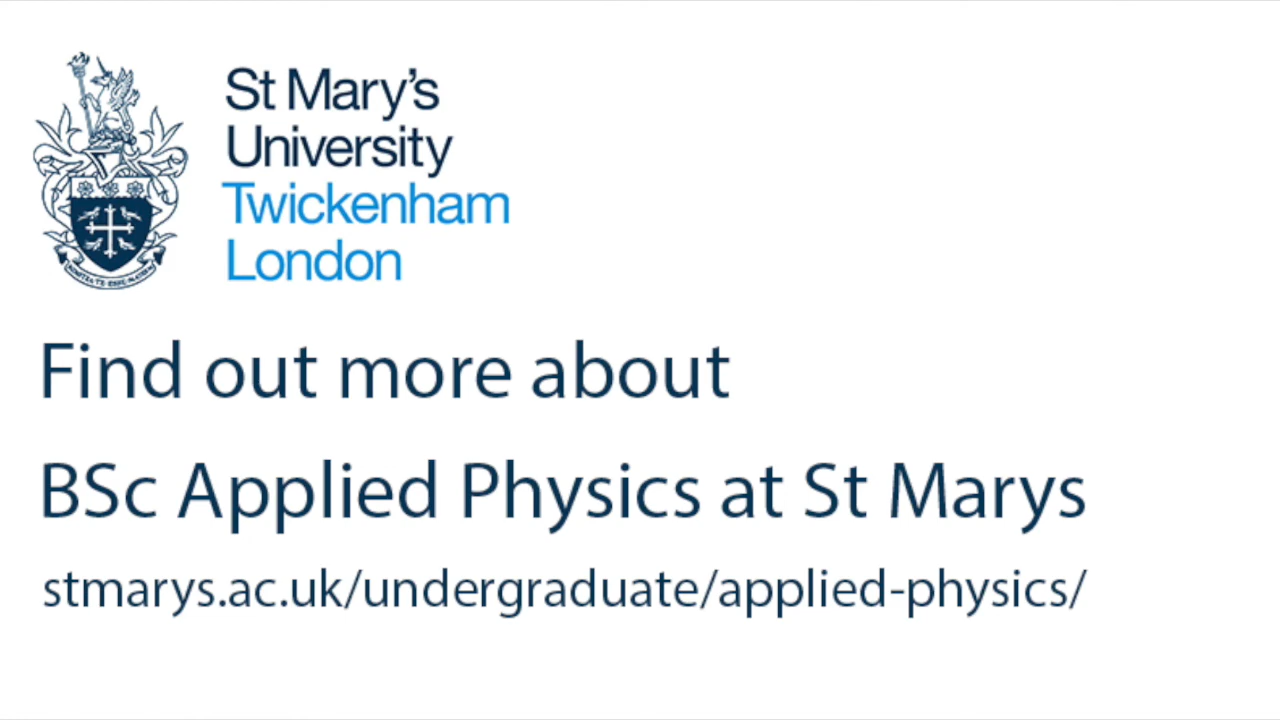 St Mary's
University
Twickenham
London
Find out more about
BSc Applied Physics at St Marys
stmarys.ac.uk/undergraduate/applied-physics/